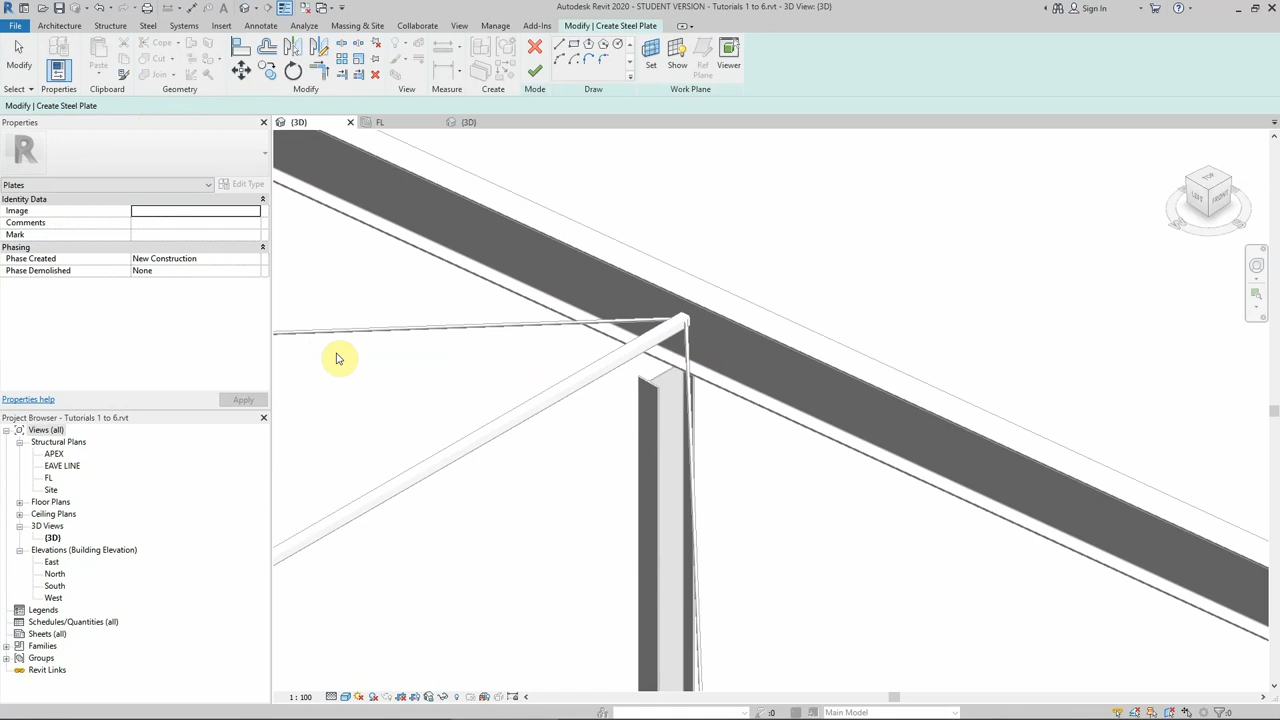 Autodesk Revit 2020 - STUDENT VERSION - Tutorials 1 to 6.rvt - 3D View: {3D}
Sign In
File Architecture Structure Steel Systems Insert Annotate Analyze Massing & Site Collaborate View Manage Add-Ins Modify | Create Steel Plate
Modify Paste Cope Cut Join Set Show Ref Plane Viewer
Select Properties Clipboard Geometry Modify View Measure Create Mode Draw Work Plane
Modify | Create Steel Plate
Properties
{3D} FL {3D}
R
Plates
Edit Type
Identity Data
Image
Comments
Mark
Phasing
Phase Created New Construction
Phase Demolished None
Properties help
Apply
Project Browser - Tutorials 1 to 6.rvt
Views (all)
Structural Plans
APEX
EAVE LINE
FL
Site
Floor Plans
Ceiling Plans
3D Views
{3D}
Elevations (Building Elevation)
East
North
South
West
Legends
Schedules/Quantities (all)
Sheets (all)
Families
Groups
Revit Links
TOP
LEFT
FRONT
1 : 100
:0
Main Model
:0